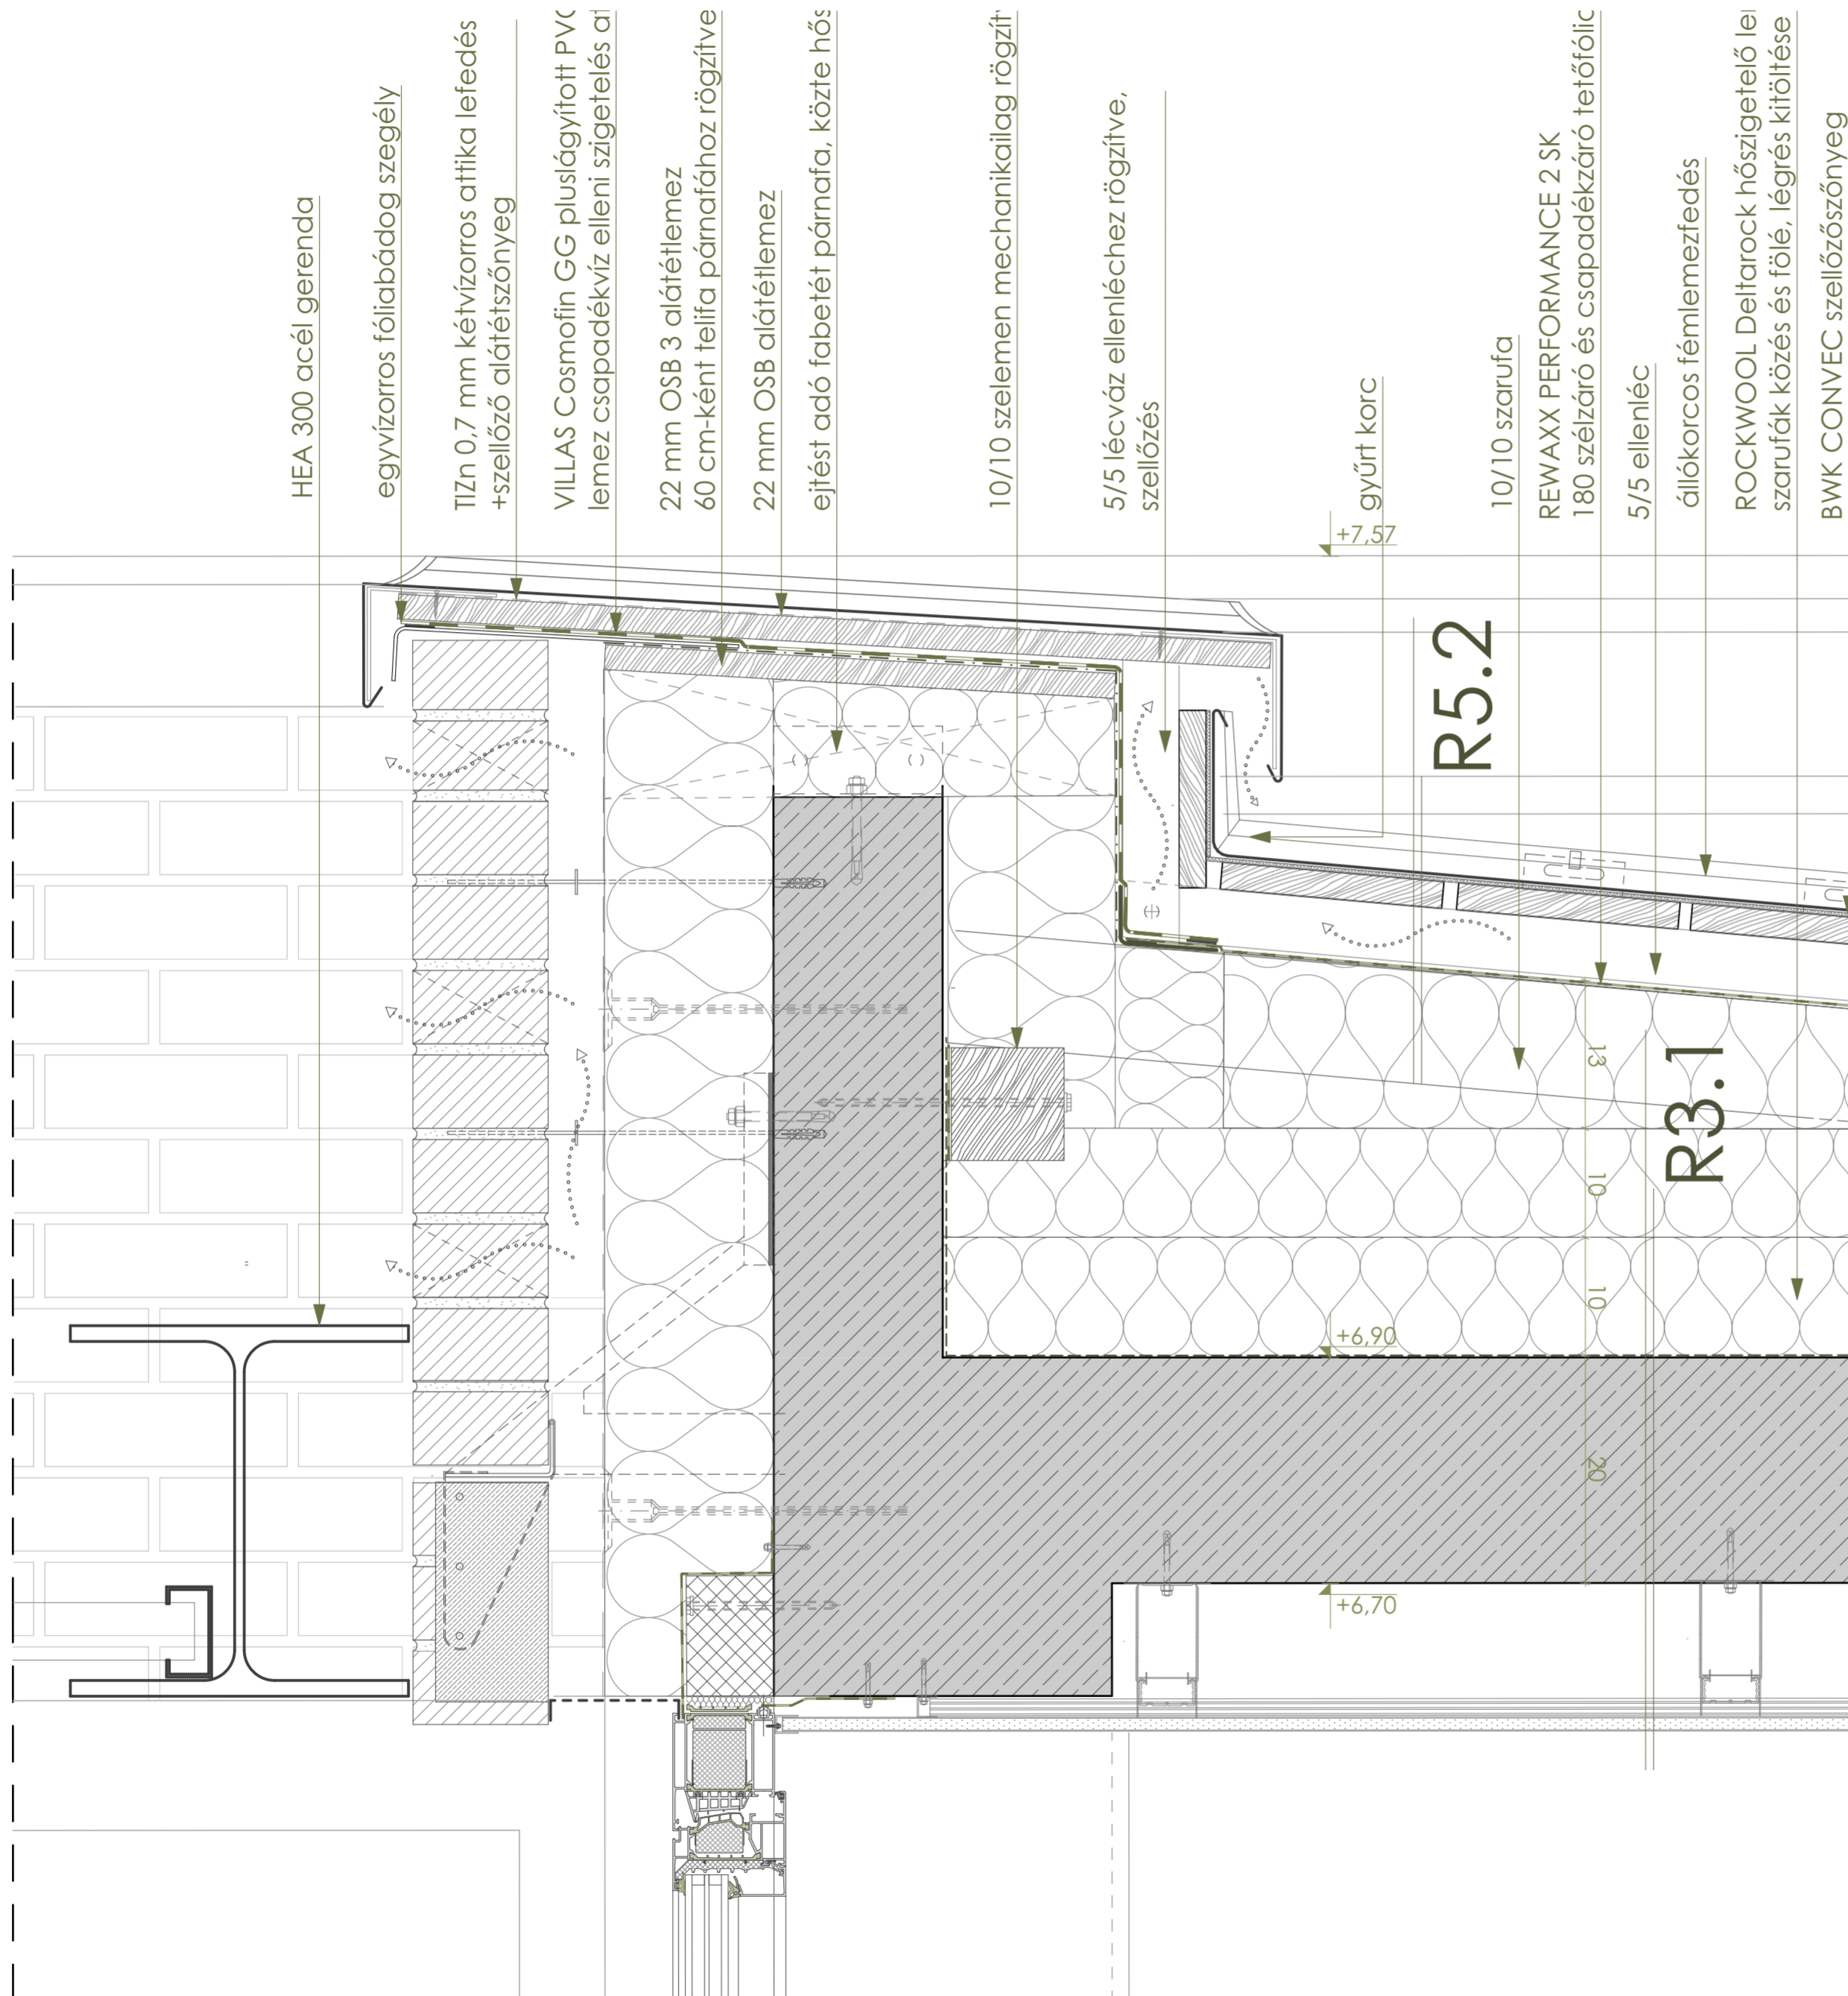 HEA 300 acél gerenda
egyvízorros fóliabádog szegély
TIZn 0,7 mm kétvízorros attika lefedés
+szellőző alátétszőnyeg
VILLAS Cosmofin GG pluslágyított
lemez csapadékvíz elleni szigetelés
22 mm OSB 3 alátétlemez
60 cm-ként telifa párnafához rögzítve
22 mm OSB alátétlemez
ejtést adó fabetét párnafa, közte
10/10 szelemen mechanikailag
5/5 lécváz ellenléchez rögzítve,
szellőzés
gyűrt korc
10/10 szarufa
REWAXX PERFORMANCE 2 SK
180 szélzáró és csapadékzáró
5/5 ellenléc
állókorcos fémlemezfedés
ROCKWOOL Deltarock hőszigetelő
szarufák közés és fölé, légrés kitöltése
BWK CONVEC szellőzőszőnyeg
+7,57
R5.2
13
R3.1
10
10
+6,90
20
+6,70